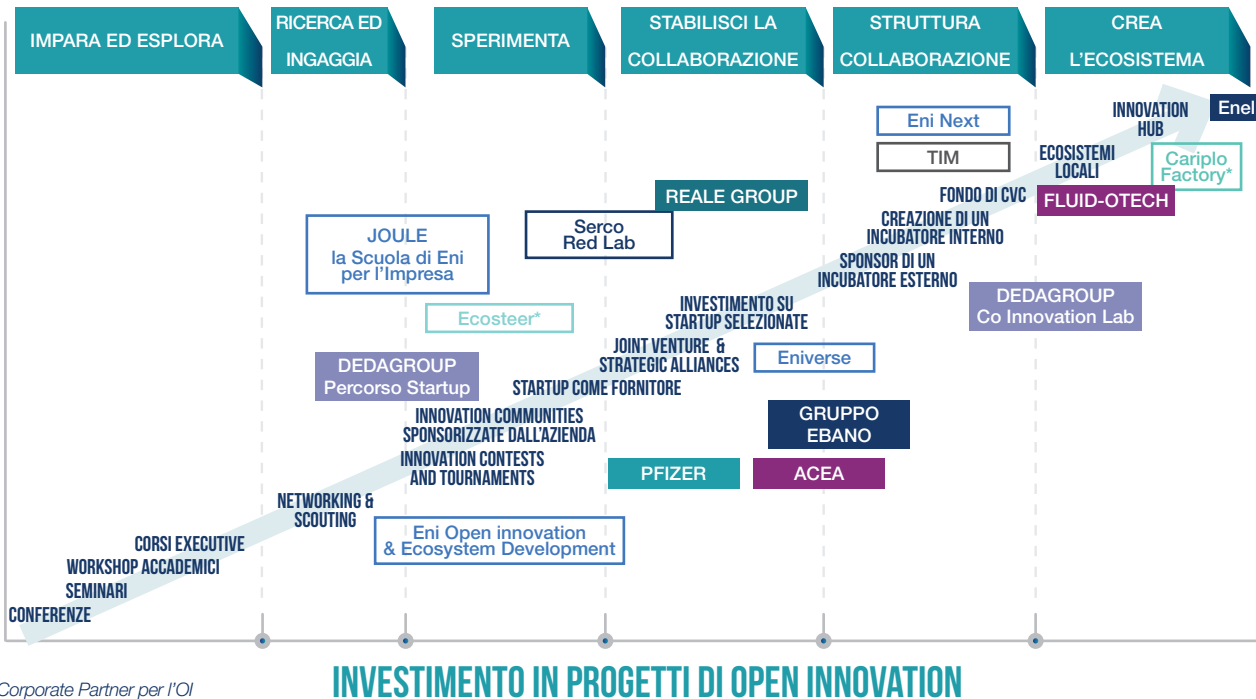 IMPARA ED ESPLORA
RICERCA ED
INGAGGIA
SPERIMENTA
STABILISCI LA
COLLABORAZIONE
STRUTTURA
COLLABORAZIONE
CREA
L'ECOSISTEMA
INNOVATION
HUB
Enel
Eni Next
TIM
ECOSISTEMI
LOCALI
Cariplo
Factory*
REALE GROUP
FONDO DI CVC
FLUID-OTECH
JOULE
la Scuola di Eni
per l'Impresa
Serco
Red Lab
CREAZIONE DI UN
INCUBATORE INTERNO
SPONSOR DI UN
INCUBATORE ESTERNO
DEDAGROUP
Co Innovation Lab
Ecosteer*
INVESTIMENTO SU
STARTUP SELEZIONATE
JOINT VENTURE &
STRATEGIC ALLIANCES
Eniverse
DEDAGROUP
Percorso Startup
STARTUP COME FORNITORE
INNOVATION COMMUNITIES
SPONSORIZZATE DALL'AZIENDA
GRUPPO
EBANO
INNOVATION CONTESTS
AND TOURNAMENTS
PFIZER
ACEA
NETWORKING &
SCOUTING
Eni Open innovation
& Ecosystem Development
CORSI EXECUTIVE
WORKSHOP ACCADEMICI
SEMINARI
CONFERENZE
INVESTIMENTO IN PROGETTI DI OPEN INNOVATION
Corporate Partner per l'OI